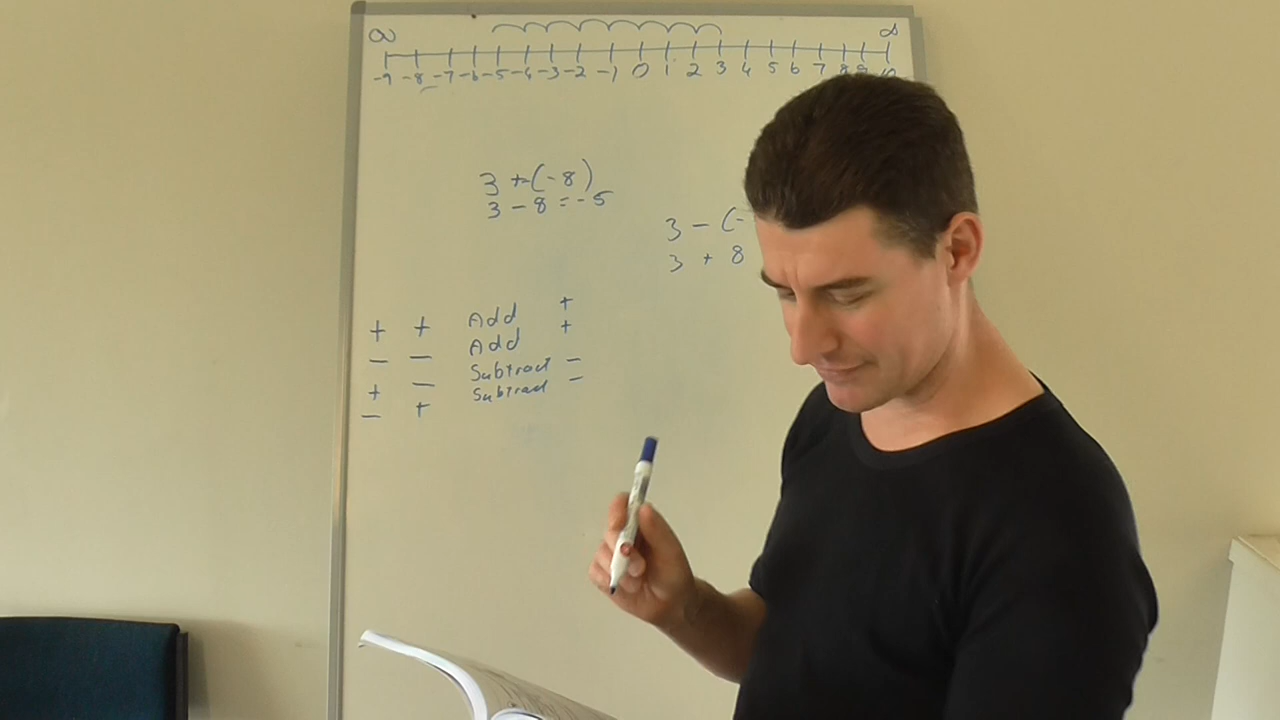 ∞ ∞
-9 -8 -7 -6 -5 -4 -3 -2 -1 0 1 2 3 4 5 6 7 8 9 10
3 +(-8)
3 - 8 = -5
3 - (-
3 + 8
+ + Add +
- - Add +
+ - Subtract -
- + Subtract -